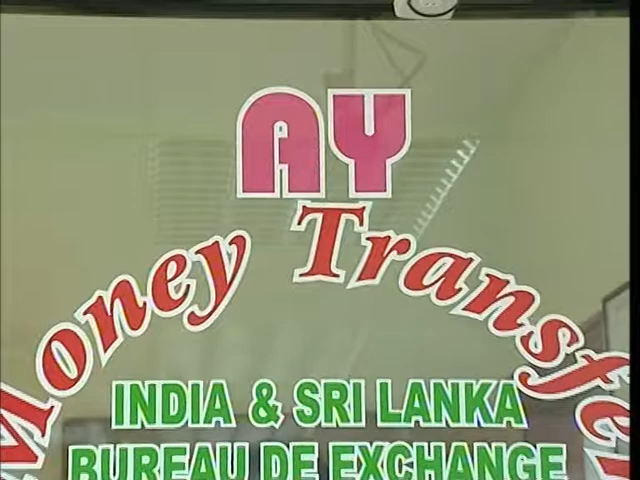 AY
Money Transfer
INDIA & SRI LANKA
BUREAU DE EXCHANGE